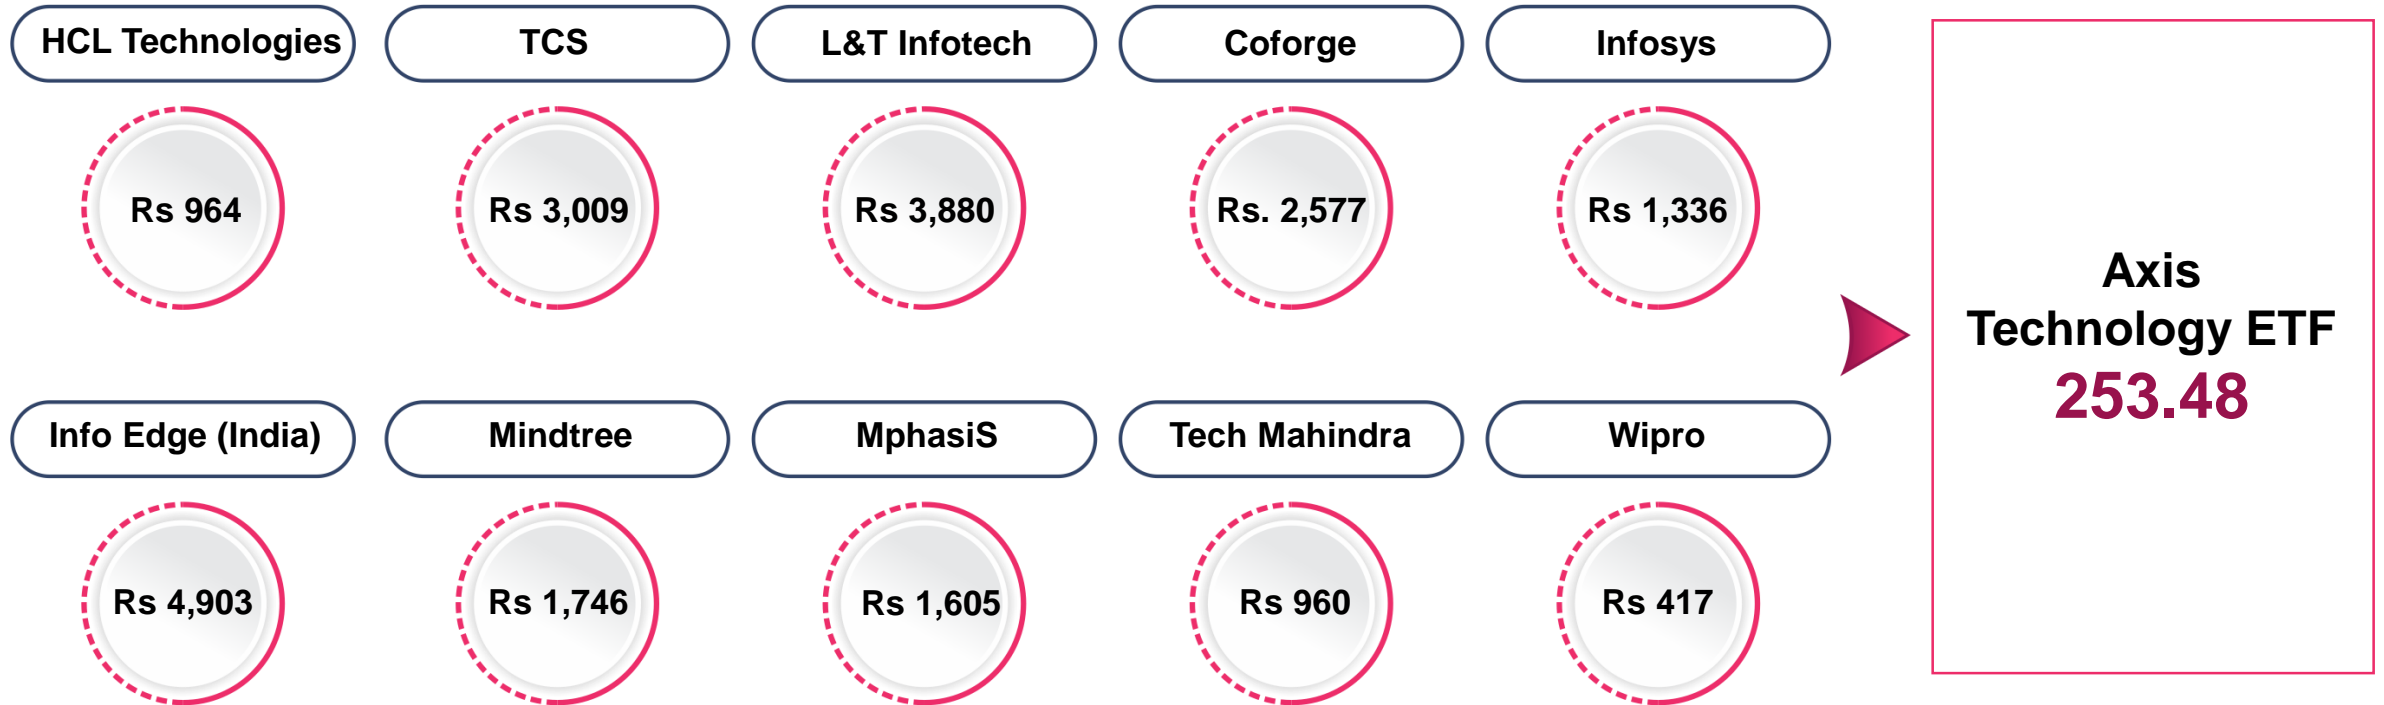 HCL Technologies
TCS
L&T Infotech
Coforge
Infosys
Rs 964
Rs 3,009
Rs 3,880
Rs. 2,577
Rs 1,336
Info Edge (India)
Mindtree
MphasiS
Tech Mahindra
Wipro
Rs 4,903
Rs 1,746
Rs 1,605
Rs 960
Rs 417
Axis
Technology ETF
253.48